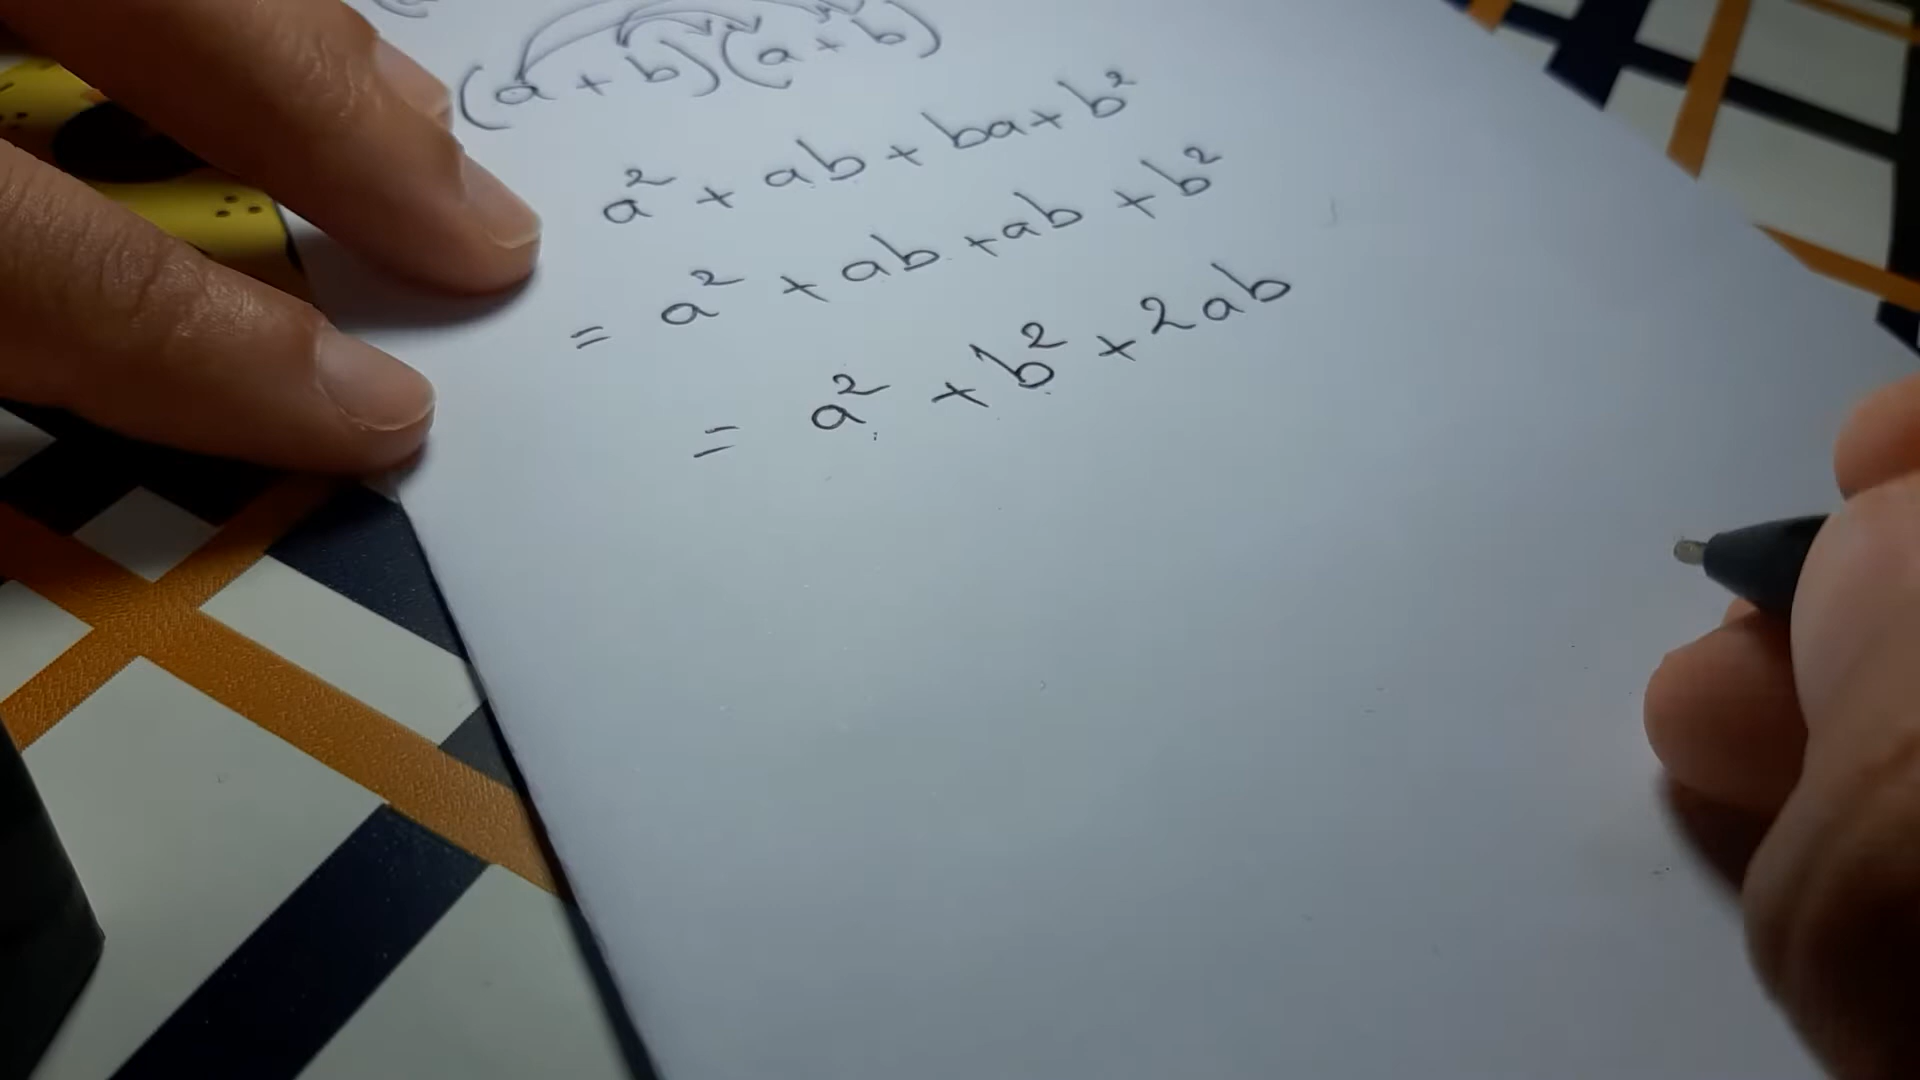 (a + b)(a + b)
a² + ab + ba + b²
= a² + ab + ab + b²
= a² + b² + 2ab